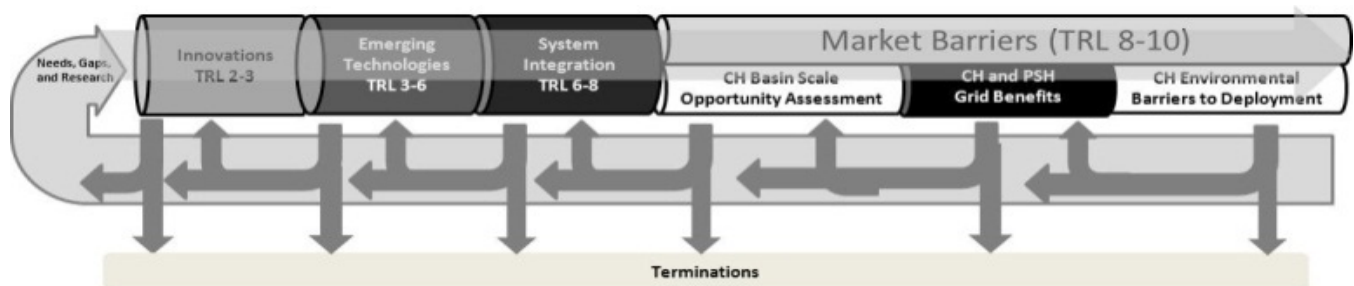 Needs, Gaps,
and Research
Innovations
TRL 2-3
Emerging
Technologies
TRL 3-6
System
Integration
TRL 6-8
Market Barriers (TRL 8-10)
CH Basin Scale
Opportunity Assessment
CH and PSH
Grid Benefits
CH Environmental
Barriers to Deployment
Terminations